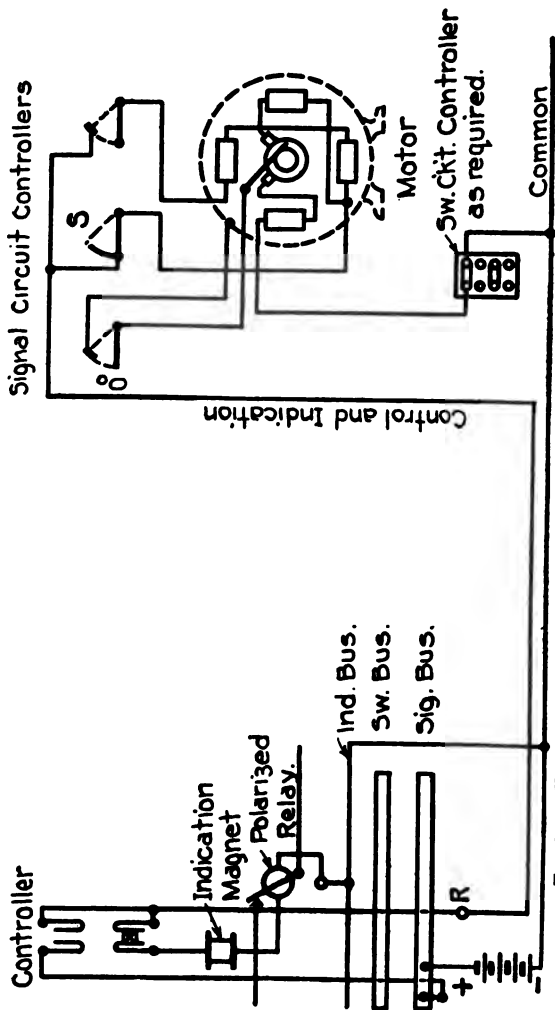 Signal Circuit Controllers
S
Motor
Sw. Ckt. Controller
as required.
Common
Control and Indication
Controller
Indication
Magnet
Polarized
Relay.
Ind. Bus.
Sw. Bus.
Sig. Bus.
R
+
-